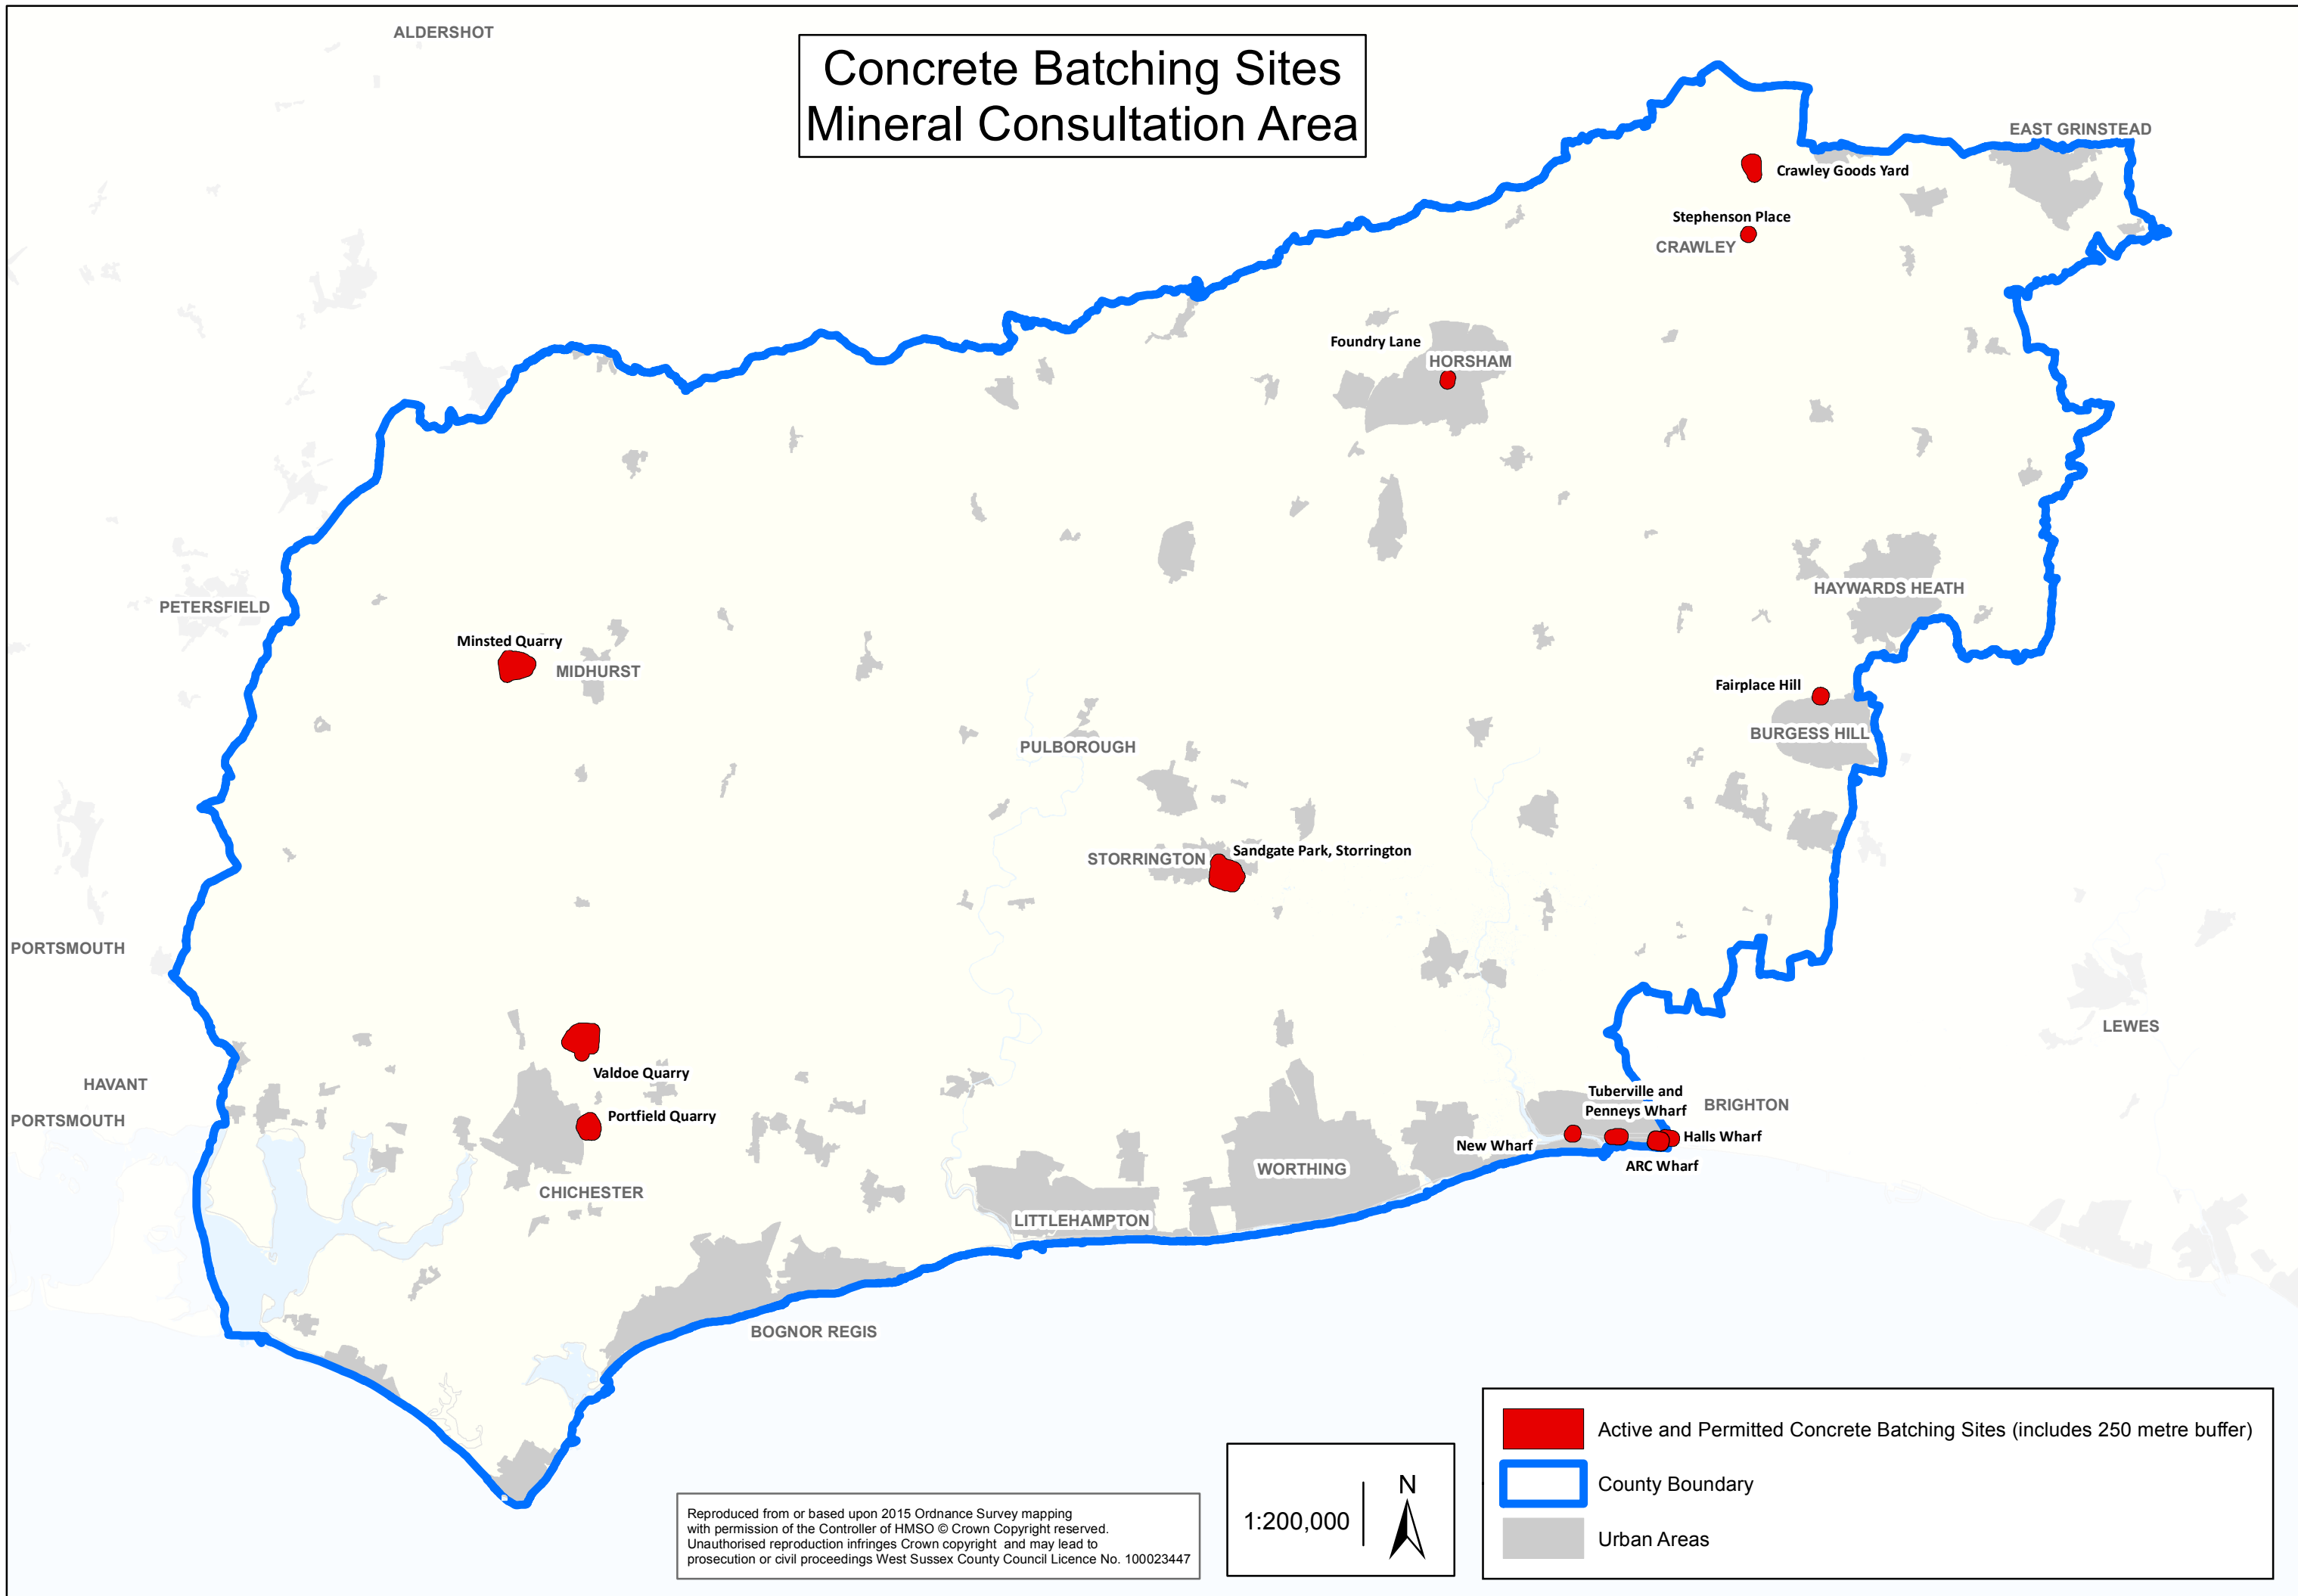 ALDERSHOT
Concrete Batching Sites
Mineral Consultation Area
EAST GRINSTEAD
Crawley Goods Yard
Stephenson Place
CRAWLEY
Foundry Lane
HORSHAM
HAYWARDS HEATH
PETERSFIELD
Minsted Quarry
MIDHURST
Fairplace Hill
BURGESS HILL
PULBOROUGH
Sandgate Park, Storrington
STORRINGTON
PORTSMOUTH
LEWES
Valdoe Quarry
HAVANT
Tuberville and
Penneys Wharf
BRIGHTON
Portfield Quarry
PORTSMOUTH
Halls Wharf
New Wharf
ARC Wharf
WORTHING
CHICHESTER
LITTLEHAMPTON
BOGNOR REGIS
Active and Permitted Concrete Batching Sites (includes 250 metre buffer)
County Boundary
Urban Areas
N
1:200,000
Reproduced from or based upon 2015 Ordnance Survey mapping
with permission of the Controller of HMSO © Crown Copyright reserved.
Unauthorised reproduction infringes Crown copyright and may lead to
prosecution or civil proceedings West Sussex County Council Licence No. 100023447